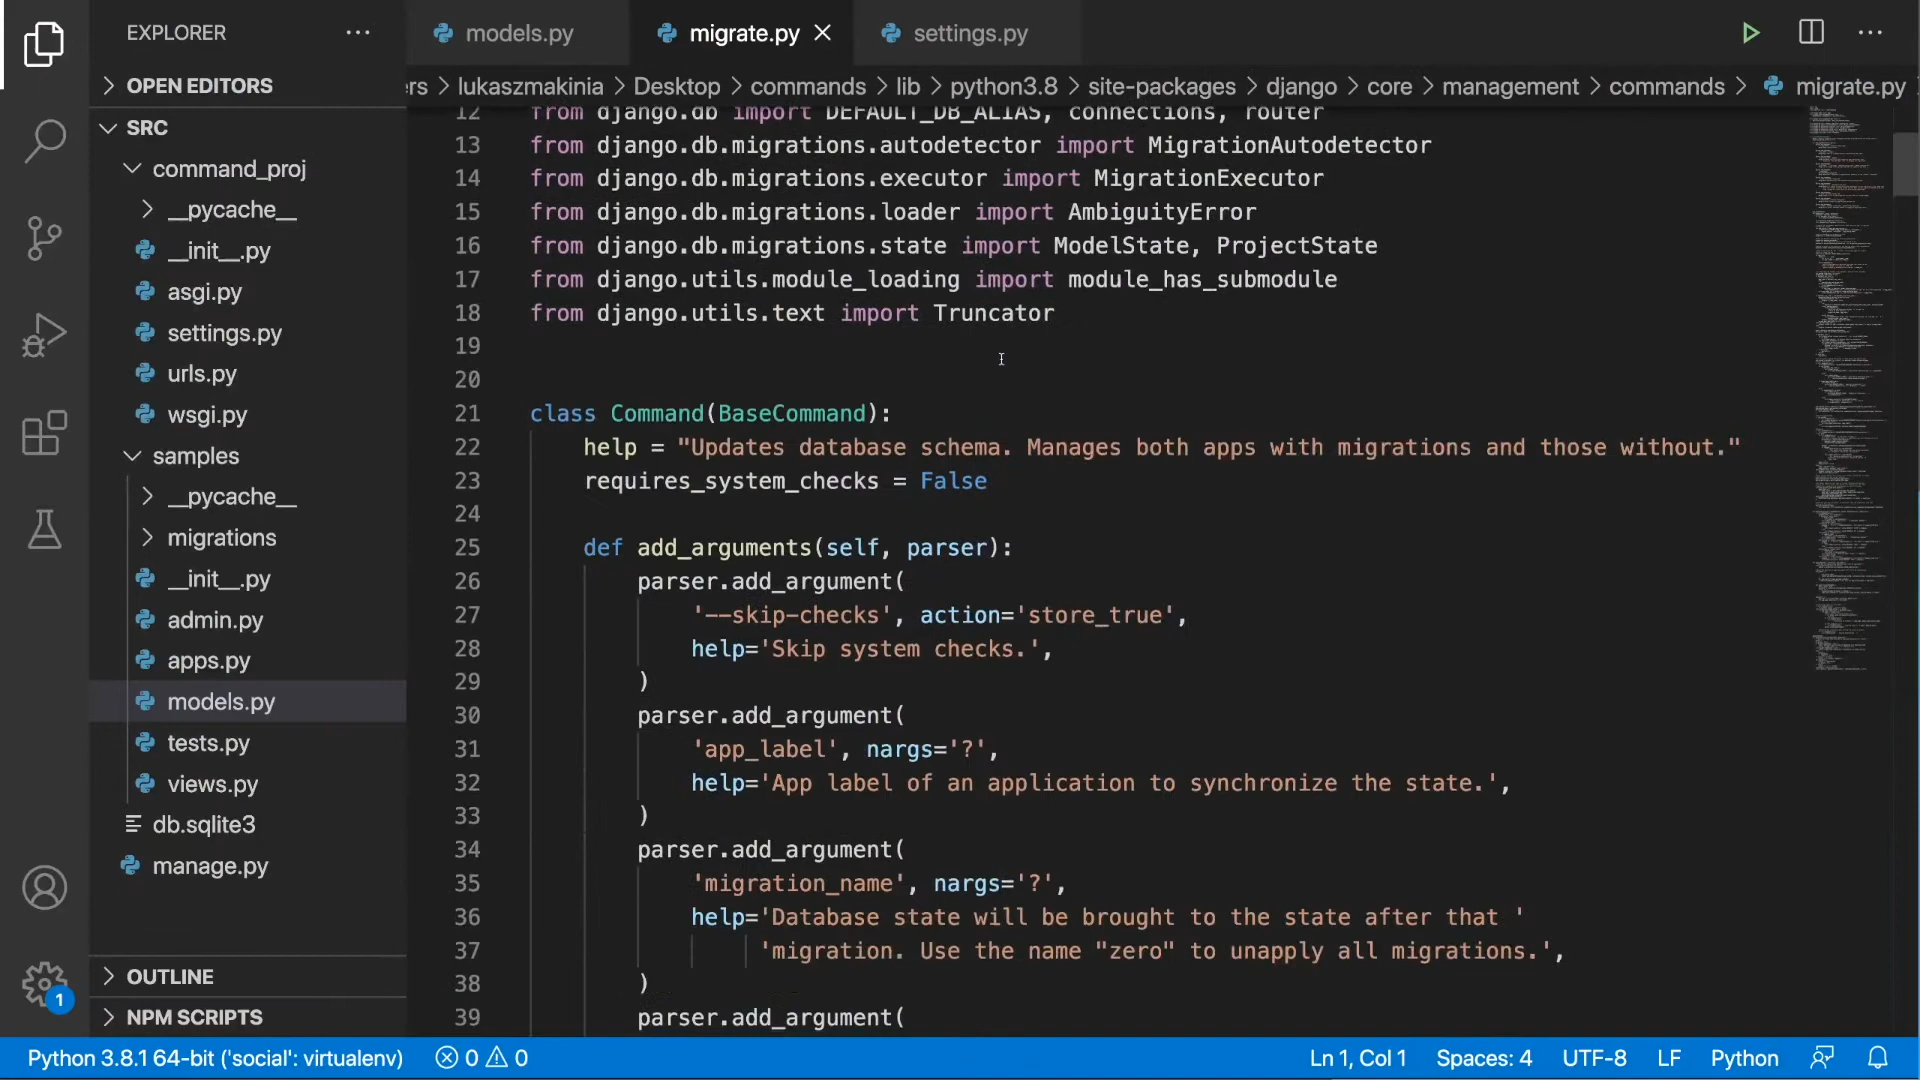 EXPLORER
OPEN EDITORS
SRC
command_proj
__pycache__
__init__.py
asgi.py
settings.py
urls.py
wsgi.py
samples
__pycache__
migrations
__init__.py
admin.py
apps.py
models.py
tests.py
views.py
db.sqlite3
manage.py
OUTLINE
NPM SCRIPTS
1
models.py
migrate.py
settings.py
rs > lukaszmakinia > Desktop > commands > lib > python3.8 > site-packages > django > core > management > commands > migrate.py
12 from django.db import DEFAULT_DB_ALIAS, connections, router
13 from django.db.migrations.autodetector import MigrationAutodetector
14 from django.db.migrations.executor import MigrationExecutor
15 from django.db.migrations.loader import AmbiguityError
16 from django.db.migrations.state import ModelState, ProjectState
17 from django.utils.module_loading import module_has_submodule
18 from django.utils.text import Truncator
19
20
21 class Command(BaseCommand):
22 help = "Updates database schema. Manages both apps with migrations and those without."
23 requires_system_checks = False
24
25 def add_arguments(self, parser):
26 parser.add_argument(
27 '--skip-checks', action='store_true',
28 help='Skip system checks.',
29 )
30 parser.add_argument(
31 'app_label', nargs='?',
32 help='App label of an application to synchronize the state.',
33 )
34 parser.add_argument(
35 'migration_name', nargs='?',
36 help='Database state will be brought to the state after that '
37 'migration. Use the name "zero" to unapply all migrations.',
38 )
39 parser.add_argument(
Python 3.8.1 64-bit ('social': virtualenv) 0 0 Ln 1, Col 1 Spaces: 4 UTF-8 LF Python